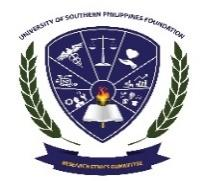 UNIVERSITY OF SOUTHERN PHILIPPINES FOUNDATION
RESEARCH ETHICS COMMITTEE